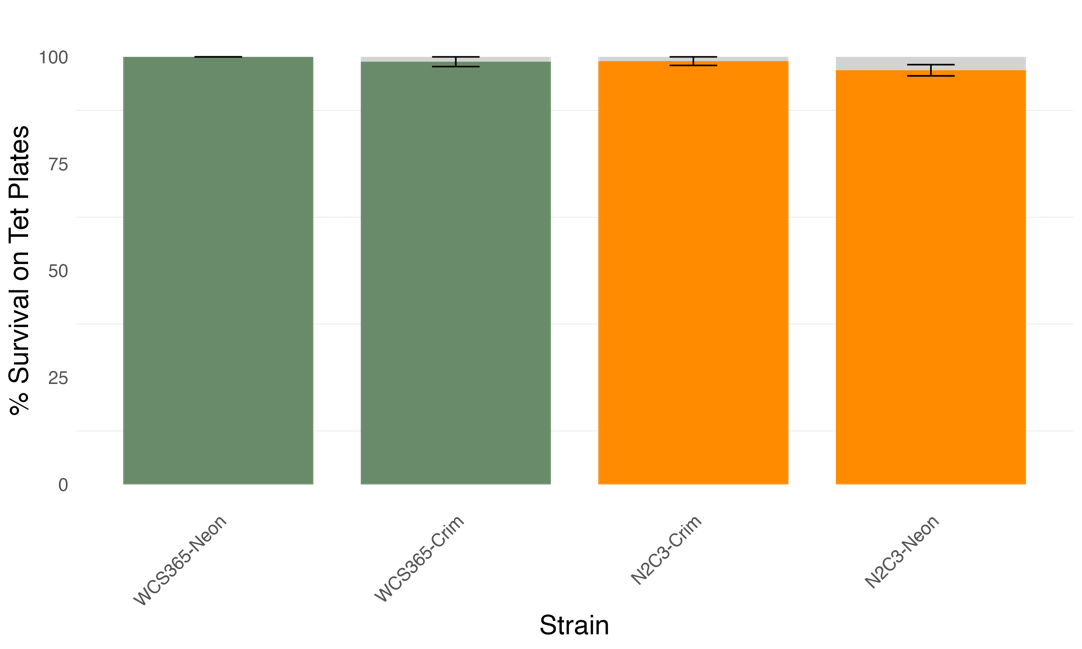 % Survival on Tet Plates
100
75
50
25
0
WCS365-Neon
WCS365-Crim
N2C3-Crim
N2C3-Neon
Strain